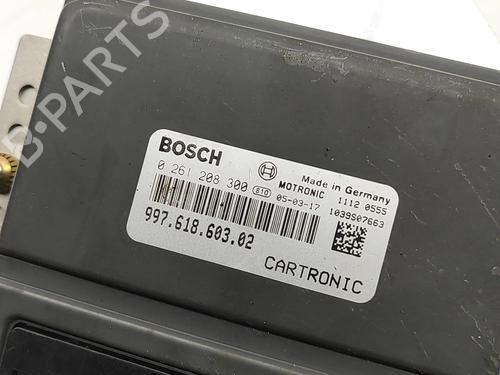 B-PARTS
BOSCH
Made in Germany
0 261 208 300 810 MOTRONIC 1112 0555
05-03-17 1039S07663
997.618.603.02
CARTRONIC